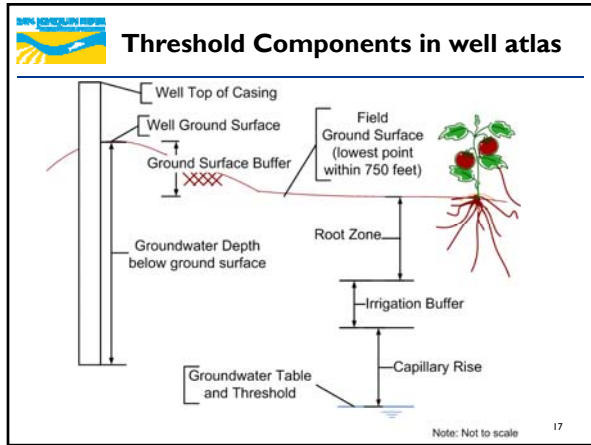 Threshold Components in well atlas
Well Top of Casing
Well Ground Surface
Ground Surface Buffer
Field
Ground Surface
(lowest point
within 750 feet)
Root Zone
Groundwater Depth
below ground surface
Irrigation Buffer
Capillary Rise
Groundwater Table
and Threshold
Note: Not to scale
17